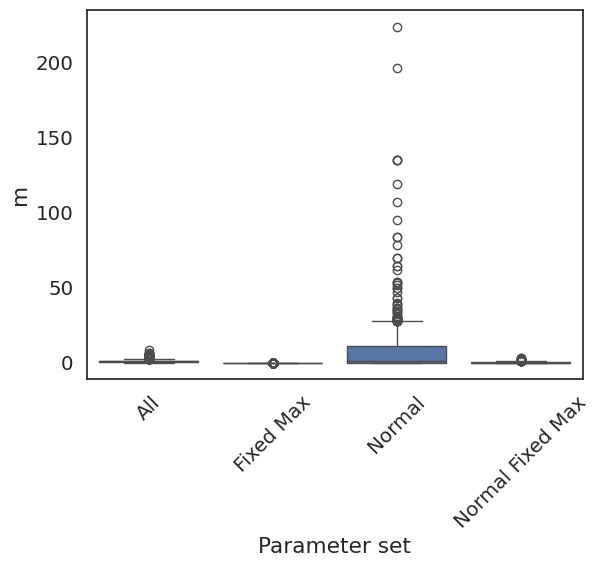 m
200
150
100
50
0
All
Fixed Max
Normal
Normal Fixed Max
Parameter set